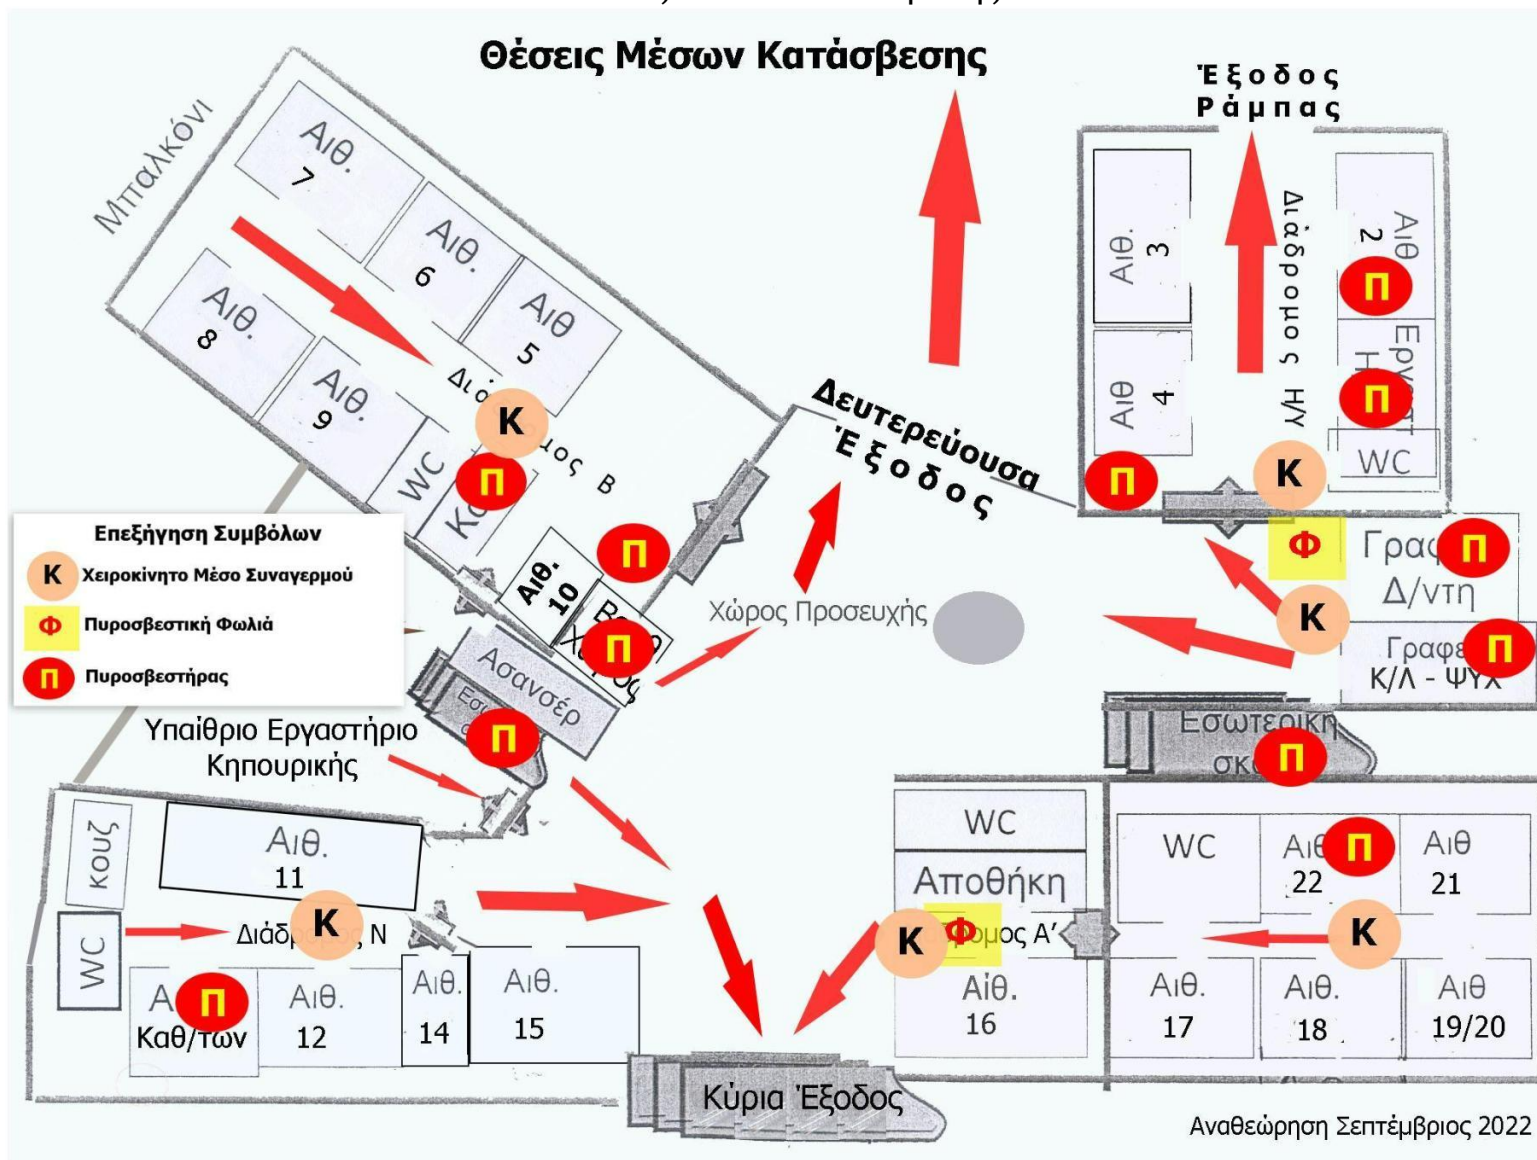 Θέσεις Μέσων Κατάσβεσης
Έξοδος
Ράμπας
Μπαλκόνι
Αιθ.
7
Αιθ.
6
Αιθ
5
Αιθ.
8
Αιθ.
9
WC
Β
Αιθ.
10
Ασανσέρ
Δευτερεύουσα
Έξοδος
Αιθ.
3
Αιθ
4
Διάδρομος Η/Υ
Αιθ
2
WC
Κ
Π
Κ
Π
Π
Π
Π
Π
Κ
Φ
Π
Δ/ντη
Κ
Π
Κ/Λ - ΨΥΧ
Χώρος Προσευχής
Επεξήγηση Συμβόλων
Κ Χειροκίνητο Μέσο Συναγερμού
Φ Πυροσβεστική Φωλιά
Π Πυροσβεστήρας
Υπαίθριο Εργαστήριο
Κηπουρικής
Π
Εσωτερική
Π
κουζ
WC
Αιθ.
11
Κ
Ν
Π
Καθ/των
Αιθ.
12
Αιθ.
14
Αιθ.
15
WC
Αποθήκη
Κ
Φ
Α'
Αίθ.
16
WC
Π
22
Αιθ
21
Κ
Αιθ.
17
Αιθ.
18
Αιθ
19/20
Κύρια Έξοδος
Αναθεώρηση Σεπτέμβριος 2022